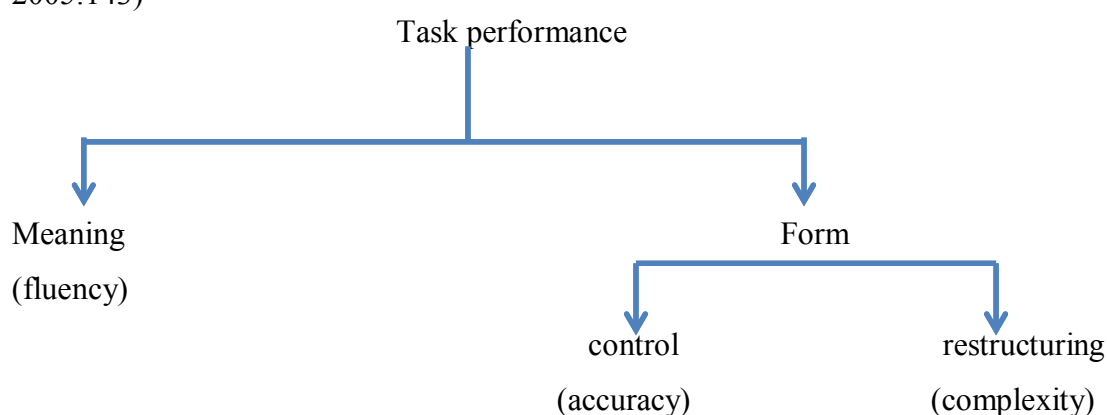 Task performance
Meaning Form
(fluency)
control restructuring
(accuracy) (complexity)